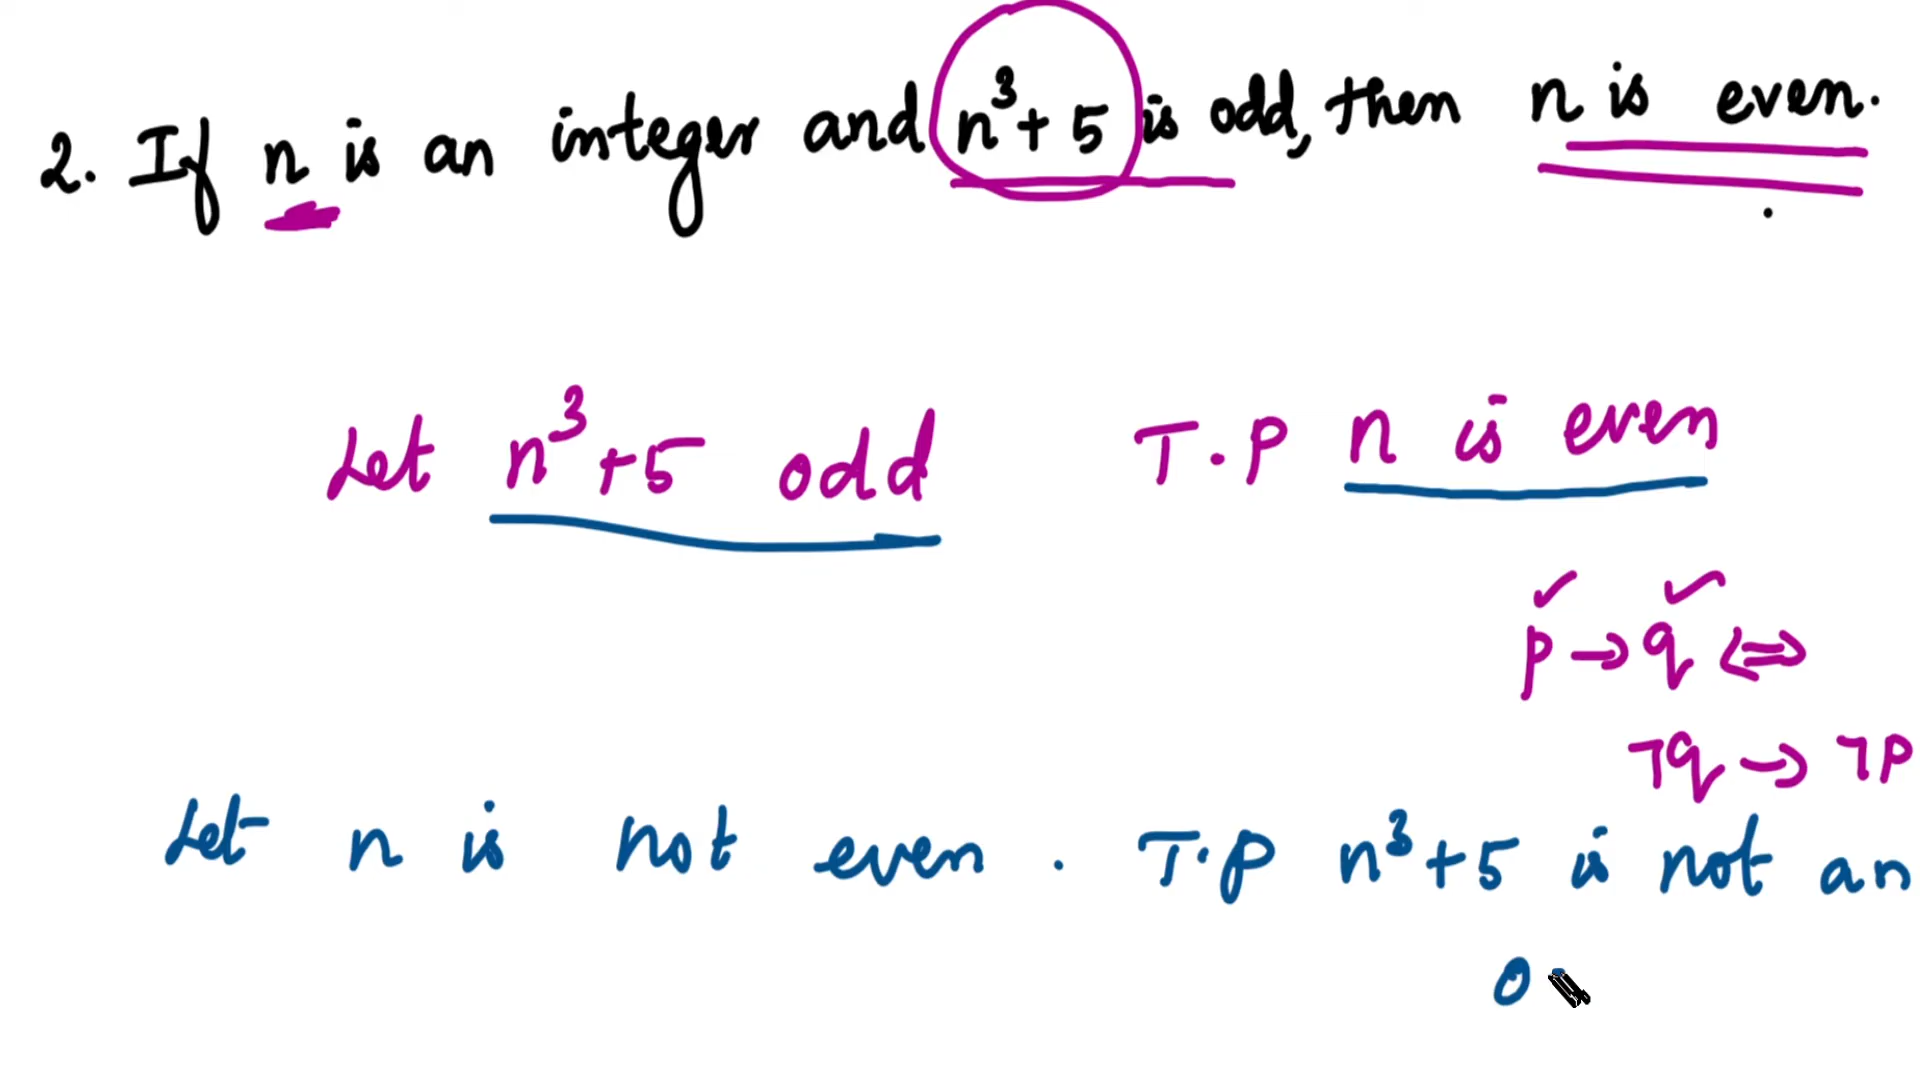 2. If n is an integer and n³+5 is odd, then n is even.
Let n³+5 odd T.P n is even
p → q ⇔
¬q → ¬p
Let n is not even. T.P n³+5 is not an
o